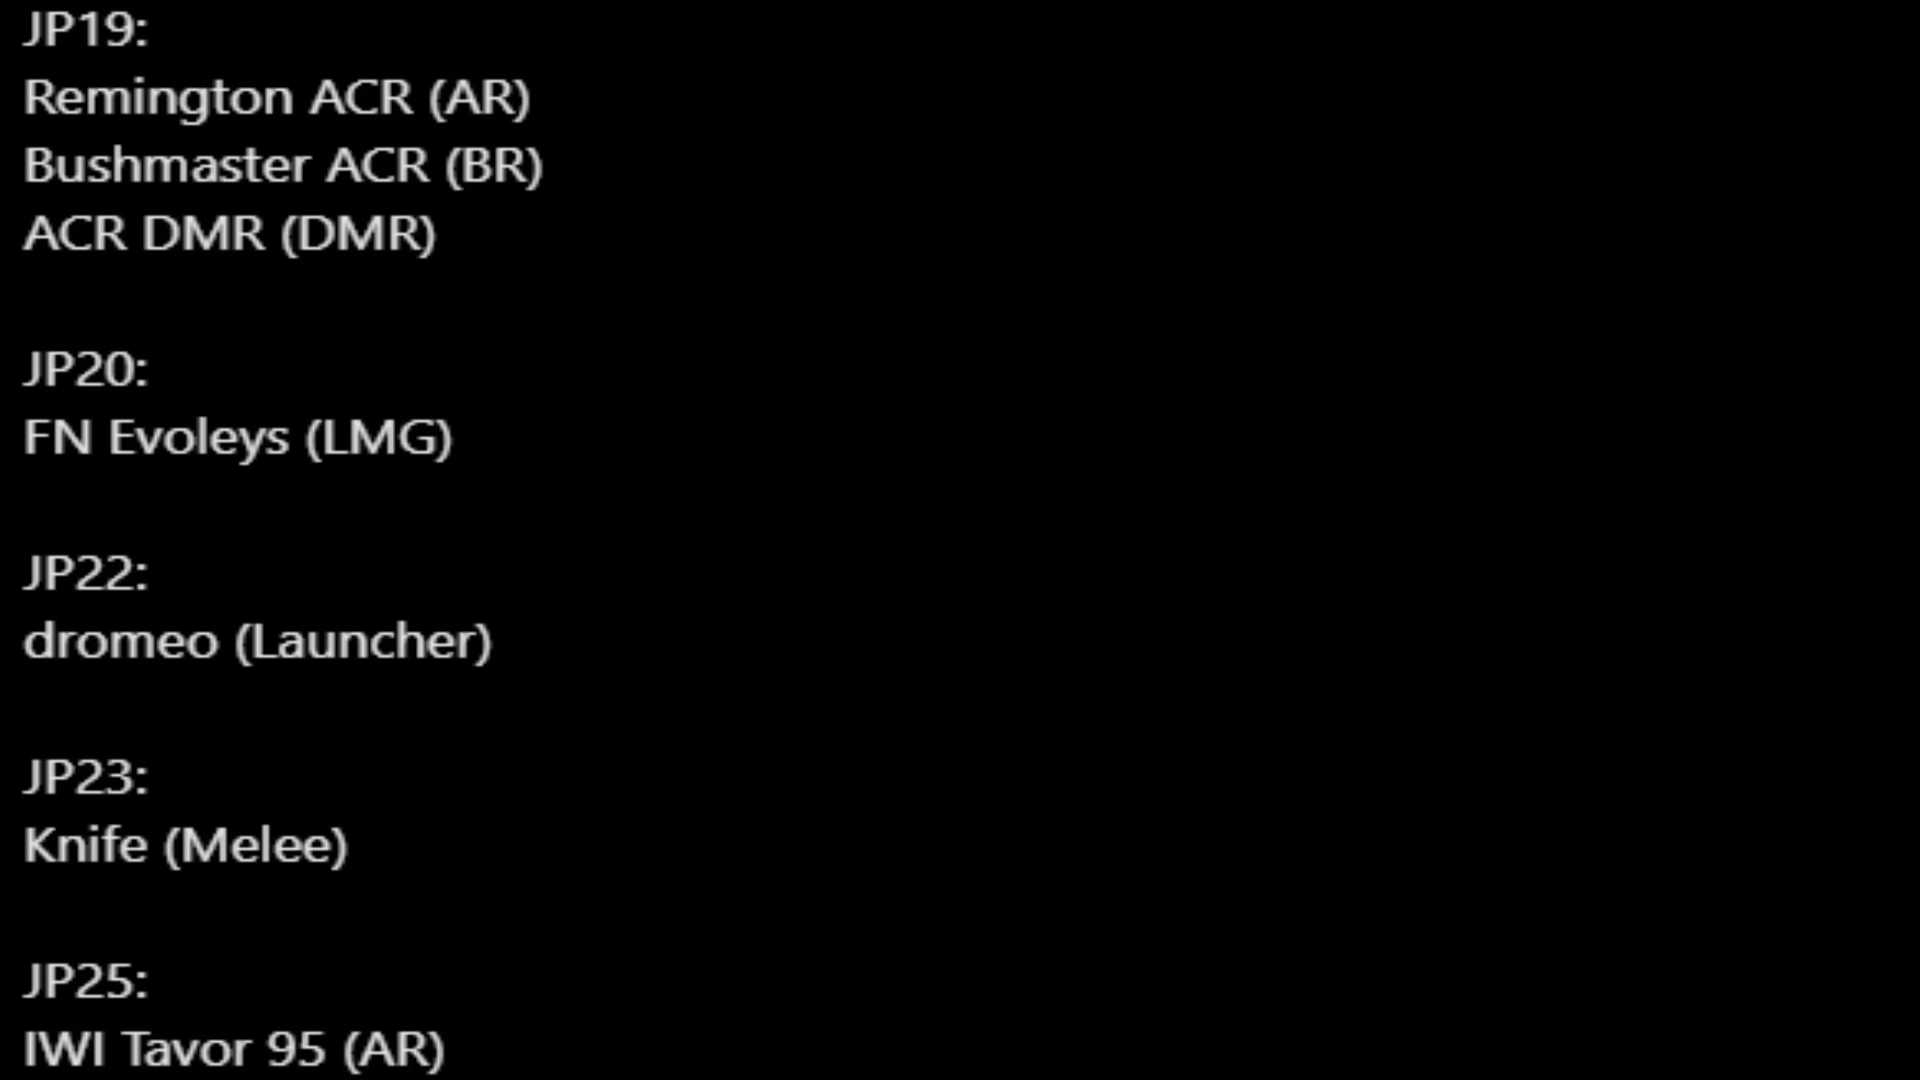 JP19:
Remington ACR (AR)
Bushmaster ACR (BR)
ACR DMR (DMR)
JP20:
FN Evoleys (LMG)
JP22:
dromeo (Launcher)
JP23:
Knife (Melee)
JP25:
IWI Tavor 95 (AR)